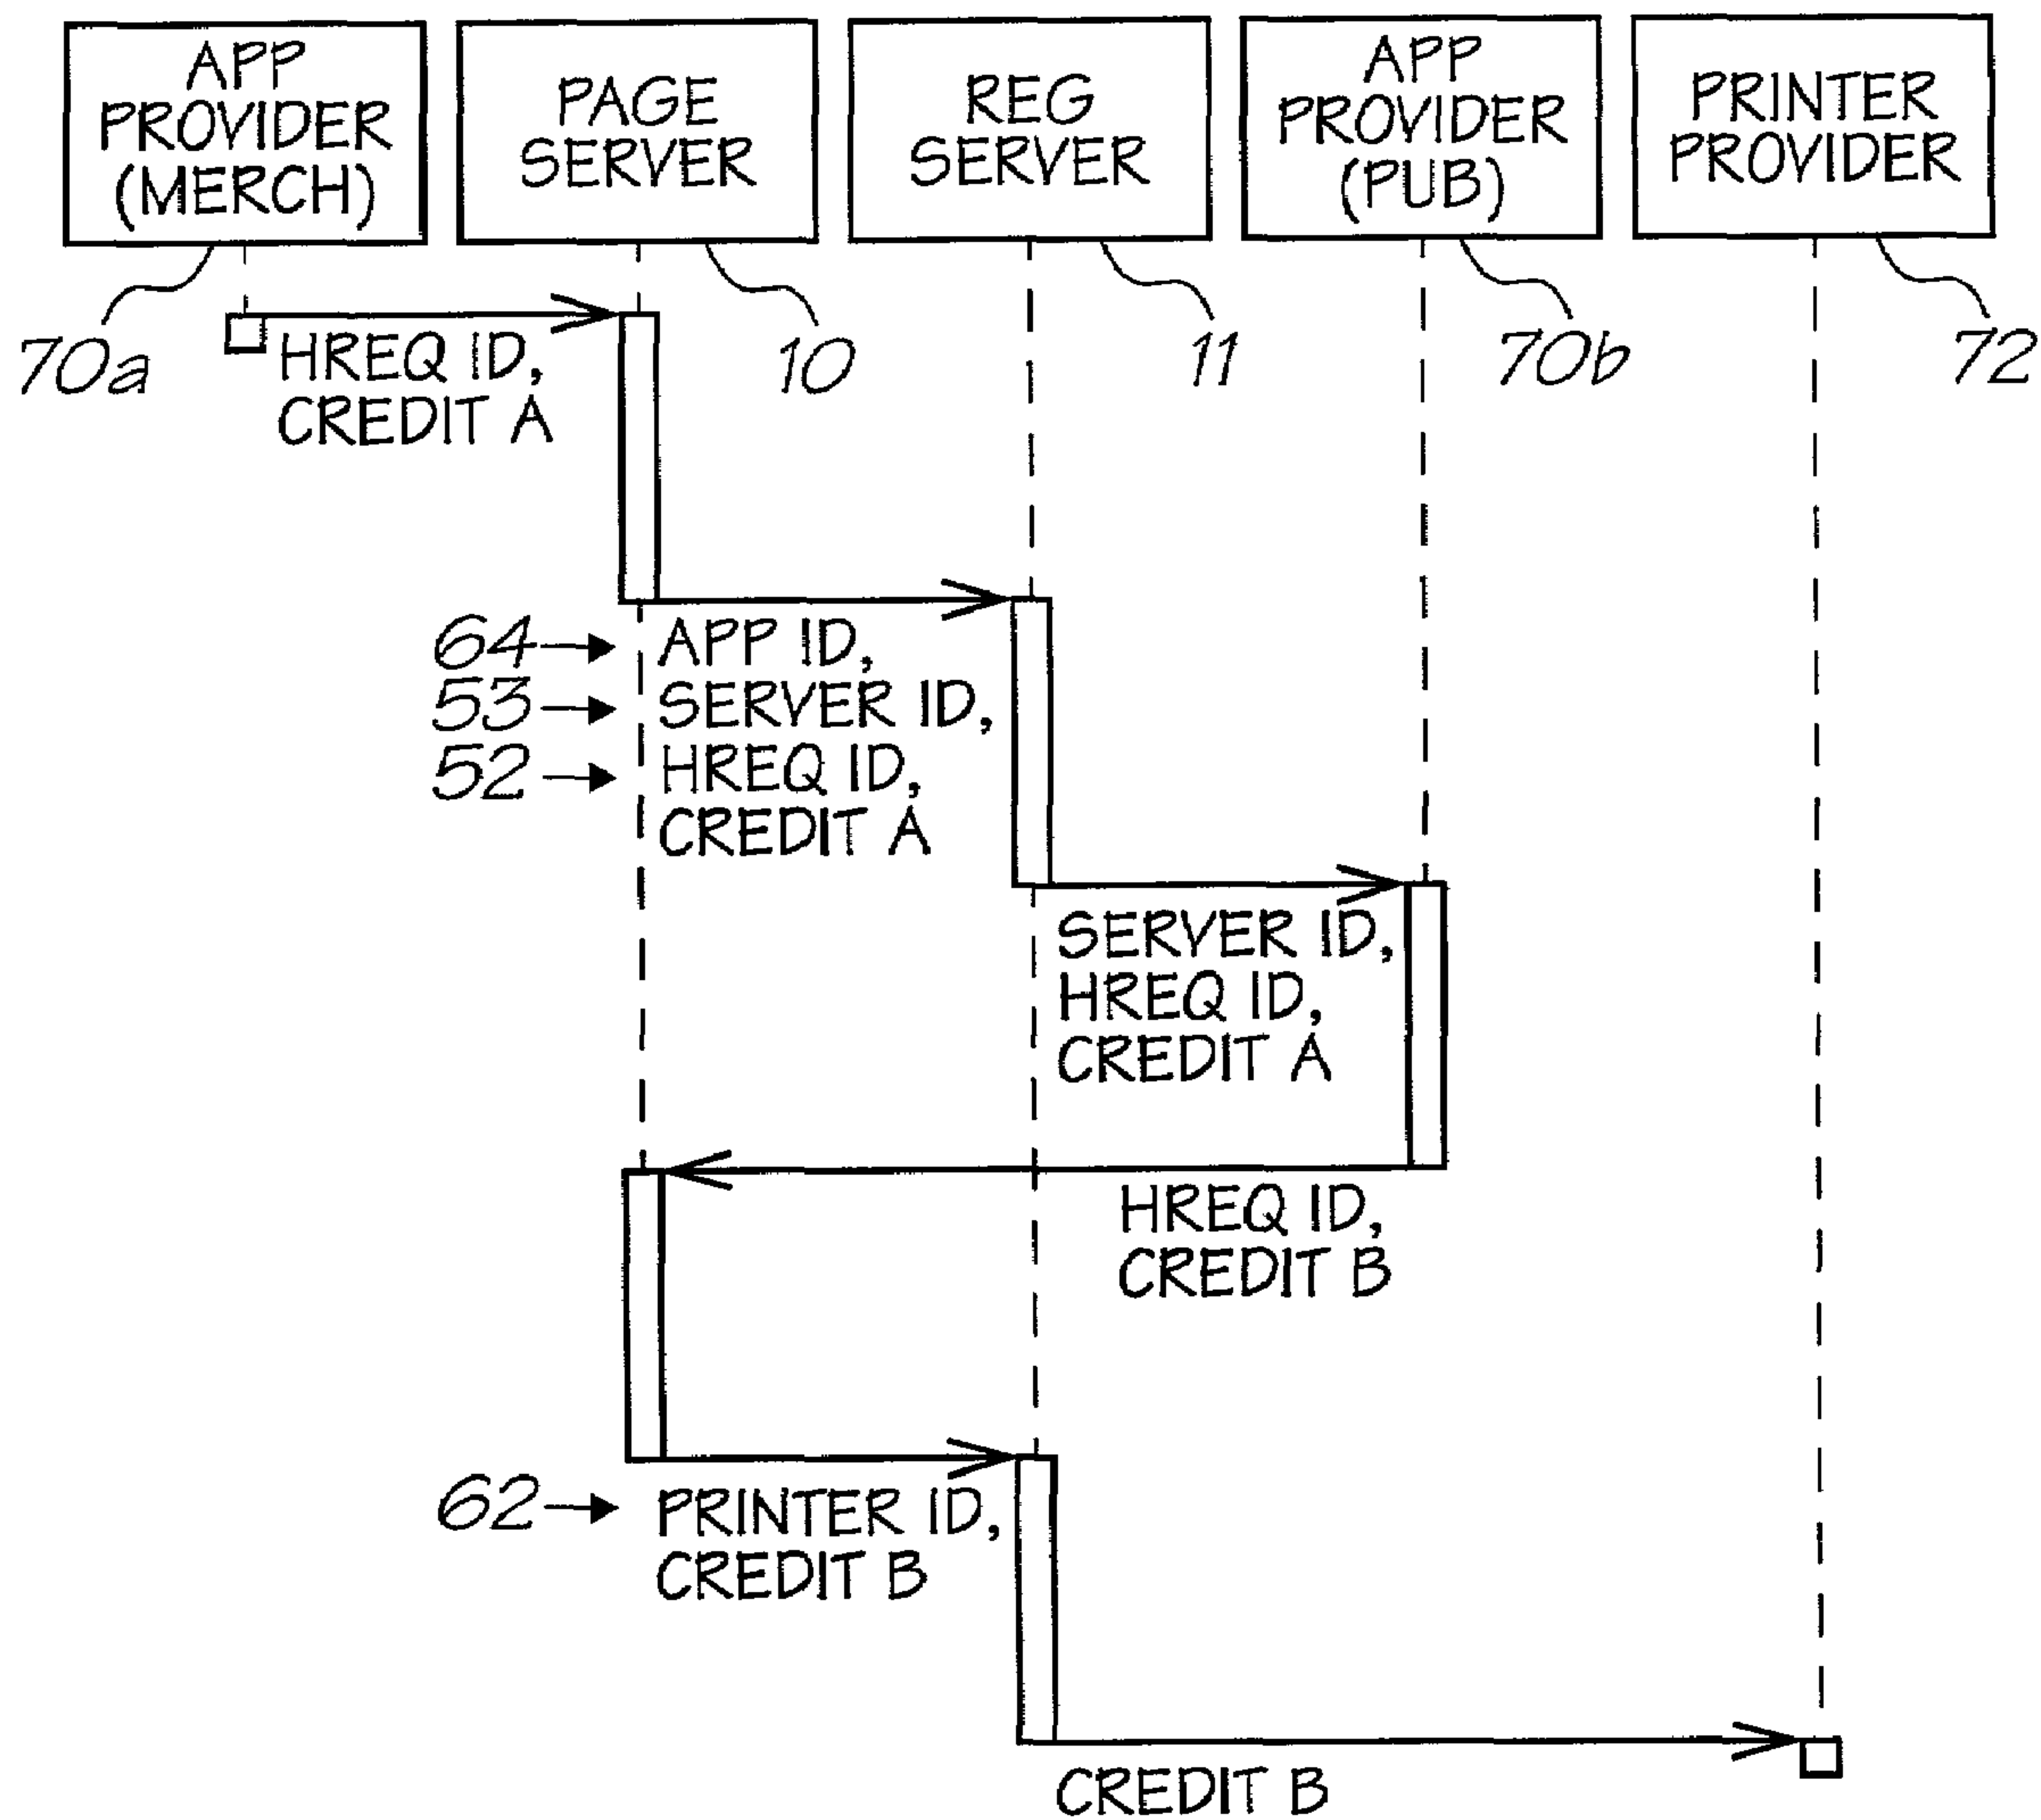 APP
PROVIDER
(MERCH)
PAGE
SERVER
REG
SERVER
APP
PROVIDER
(PUB)
PRINTER
PROVIDER
70a
10
11
70b
72
HREQ ID,
CREDIT A
64
APP ID,
53
SERVER ID,
52
HREQ ID,
CREDIT A
SERVER ID,
HREQ ID,
CREDIT A
HREQ ID,
CREDIT B
62
PRINTER ID,
CREDIT B
CREDIT B